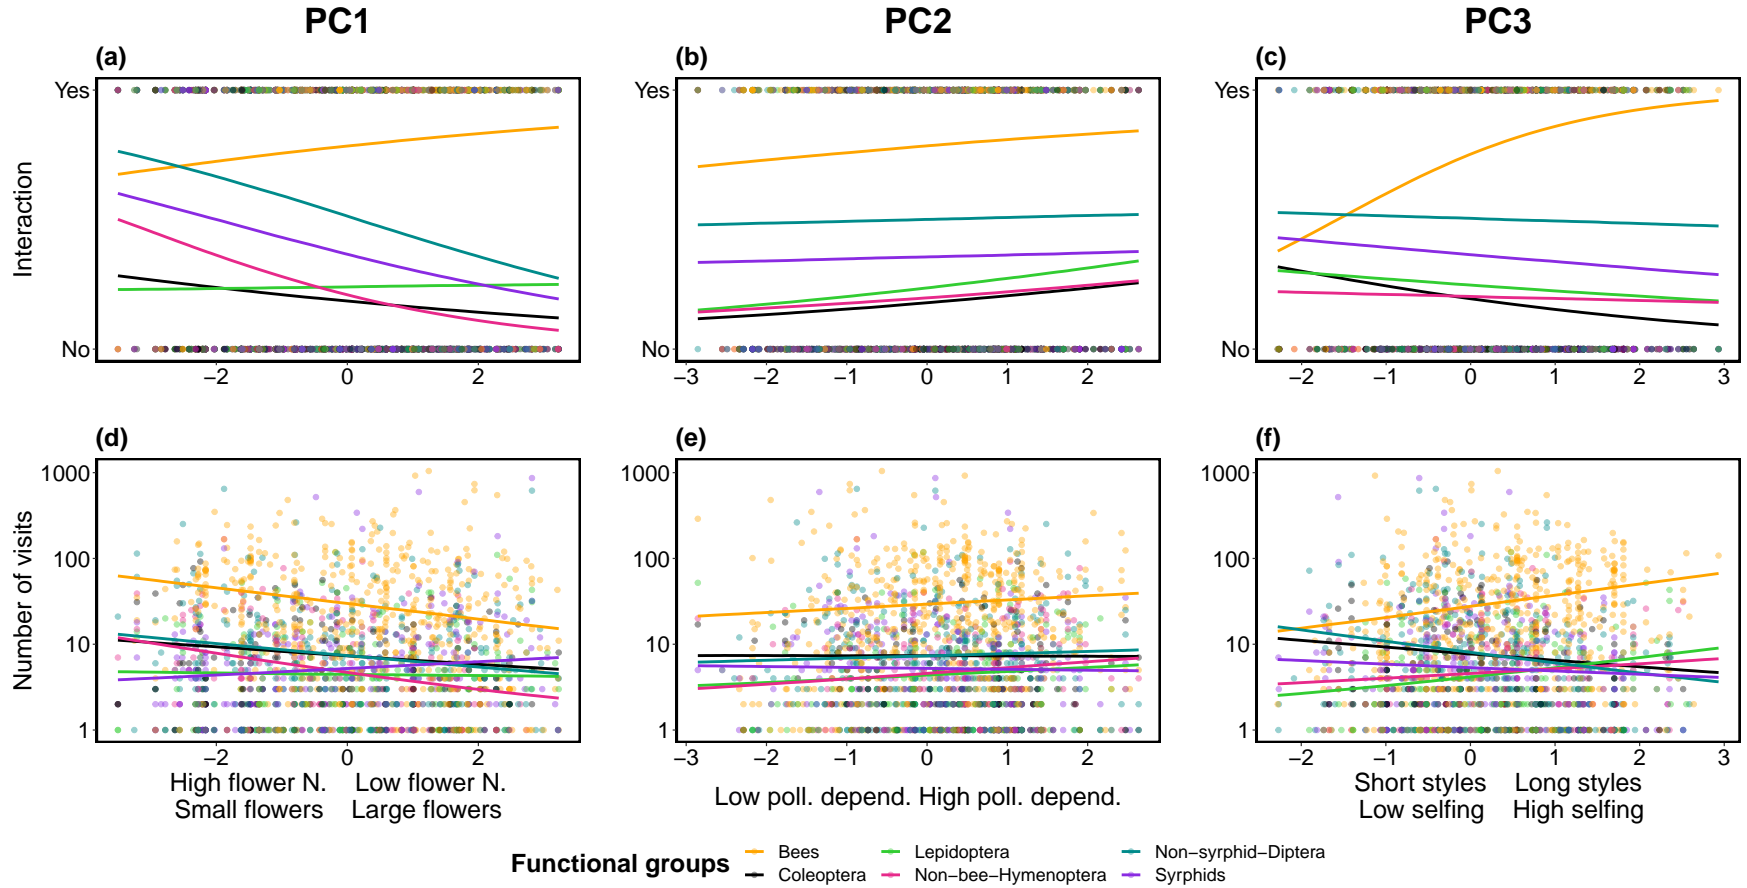 PC1 PC2 PC3
(a) (b) (c)
Interaction
Yes
No
−2 0 2
Yes
No
−3 −2 −1 0 1 2
Yes
No
−2 −1 0 1 2 3
(d) (e) (f)
Number of visits
1000
100
10
1
−2 0 2
High flower N. Low flower N.
Small flowers Large flowers
1000
100
10
1
−3 −2 −1 0 1 2
Low poll. depend. High poll. depend.
1000
100
10
1
−2 −1 0 1 2 3
Short styles Long styles
Low selfing High selfing
Functional groups
Bees Lepidoptera Non−syrphid−Diptera
Coleoptera Non−bee−Hymenoptera Syrphids